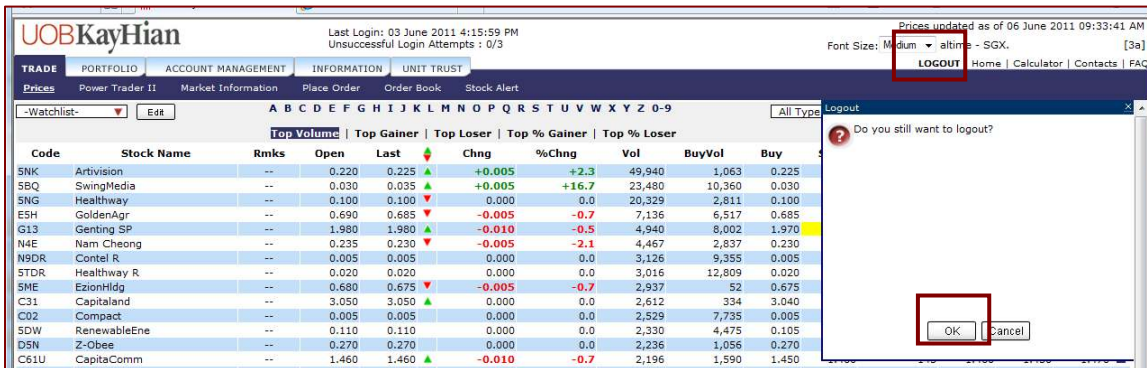 UOBKayHian
Last Login: 03 June 2011 4:15:59 PM
Unsuccessful Login Attempts : 0/3
Prices updated as of 06 June 2011 09:33:41 AM
Font Size: Medium altime - SGX. [3a]
LOGOUT Home | Calculator | Contacts | FAQ
TRADE PORTFOLIO ACCOUNT MANAGEMENT INFORMATION UNIT TRUST
Prices Power Trader II Market Information Place Order Order Book Stock Alert
-Watchlist- Edit A B C D E F G H I J K L M N O P Q R S T U V W X Y Z 0-9 All Type
Top Volume | Top Gainer | Top Loser | Top % Gainer | Top % Loser
Code Stock Name Rmks Open Last Chng %Chng Vol BuyVol Buy
5NK Artivision -- 0.220 0.225 +0.005 +2.3 49,940 1,063 0.225
5BQ SwingMedia -- 0.030 0.035 +0.005 +16.7 23,480 10,360 0.030
5NG Healthway -- 0.100 0.100 0.000 0.0 20,329 2,811 0.100
E5H GoldenAgr -- 0.690 0.685 -0.005 -0.7 7,136 6,517 0.685
G13 Genting SP -- 1.980 1.980 -0.010 -0.5 4,940 8,002 1.970
N4E Nam Cheong -- 0.235 0.230 -0.005 -2.1 4,467 2,837 0.230
N9DR Contel R -- 0.005 0.005 0.000 0.0 3,126 9,355 0.005
5TDR Healthway R -- 0.020 0.020 0.000 0.0 3,016 12,809 0.020
5ME EzionHldg -- 0.680 0.675 -0.005 -0.7 2,937 52 0.675
C31 Capitaland -- 3.050 3.050 0.000 0.0 2,612 334 3.040
C02 Compact -- 0.005 0.005 0.000 0.0 2,529 7,735 0.005
5DW RenewableEne -- 0.110 0.110 0.000 0.0 2,330 4,475 0.105
D5N Z-Obee -- 0.270 0.270 0.000 0.0 2,236 1,056 0.270
C61U CapitaComm -- 1.460 1.460 -0.010 -0.7 2,196 1,590 1.450
Logout
Do you still want to logout?
OK Cancel